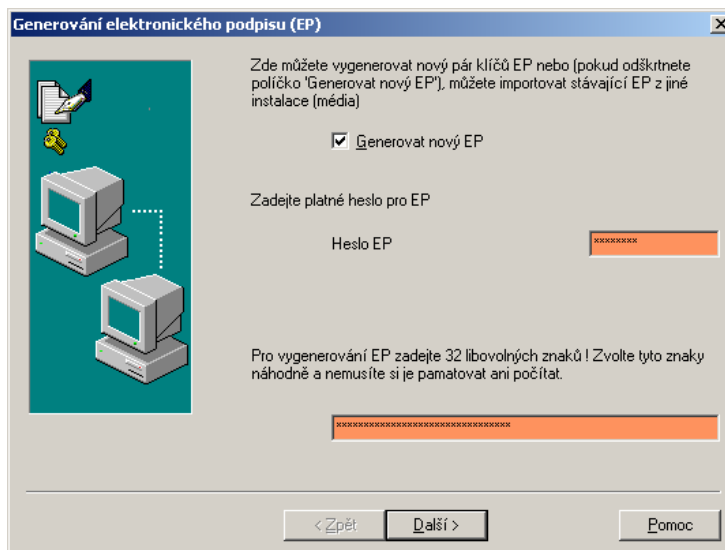 Generování elektronického podpisu (EP)
Zde můžete vygenerovat nový pár klíčů EP nebo (pokud odškrtnete
políčko 'Generovat nový EP'), můžete importovat stávající EP z jiné
instalace (média)
Generovat nový EP
Zadejte platné heslo pro EP
Heslo EP
********
Pro vygenerování EP zadejte 32 libovolných znaků ! Zvolte tyto znaky
náhodně a nemusíte si je pamatovat ani počítat.
********************************
< Zpět
Další >
Pomoc